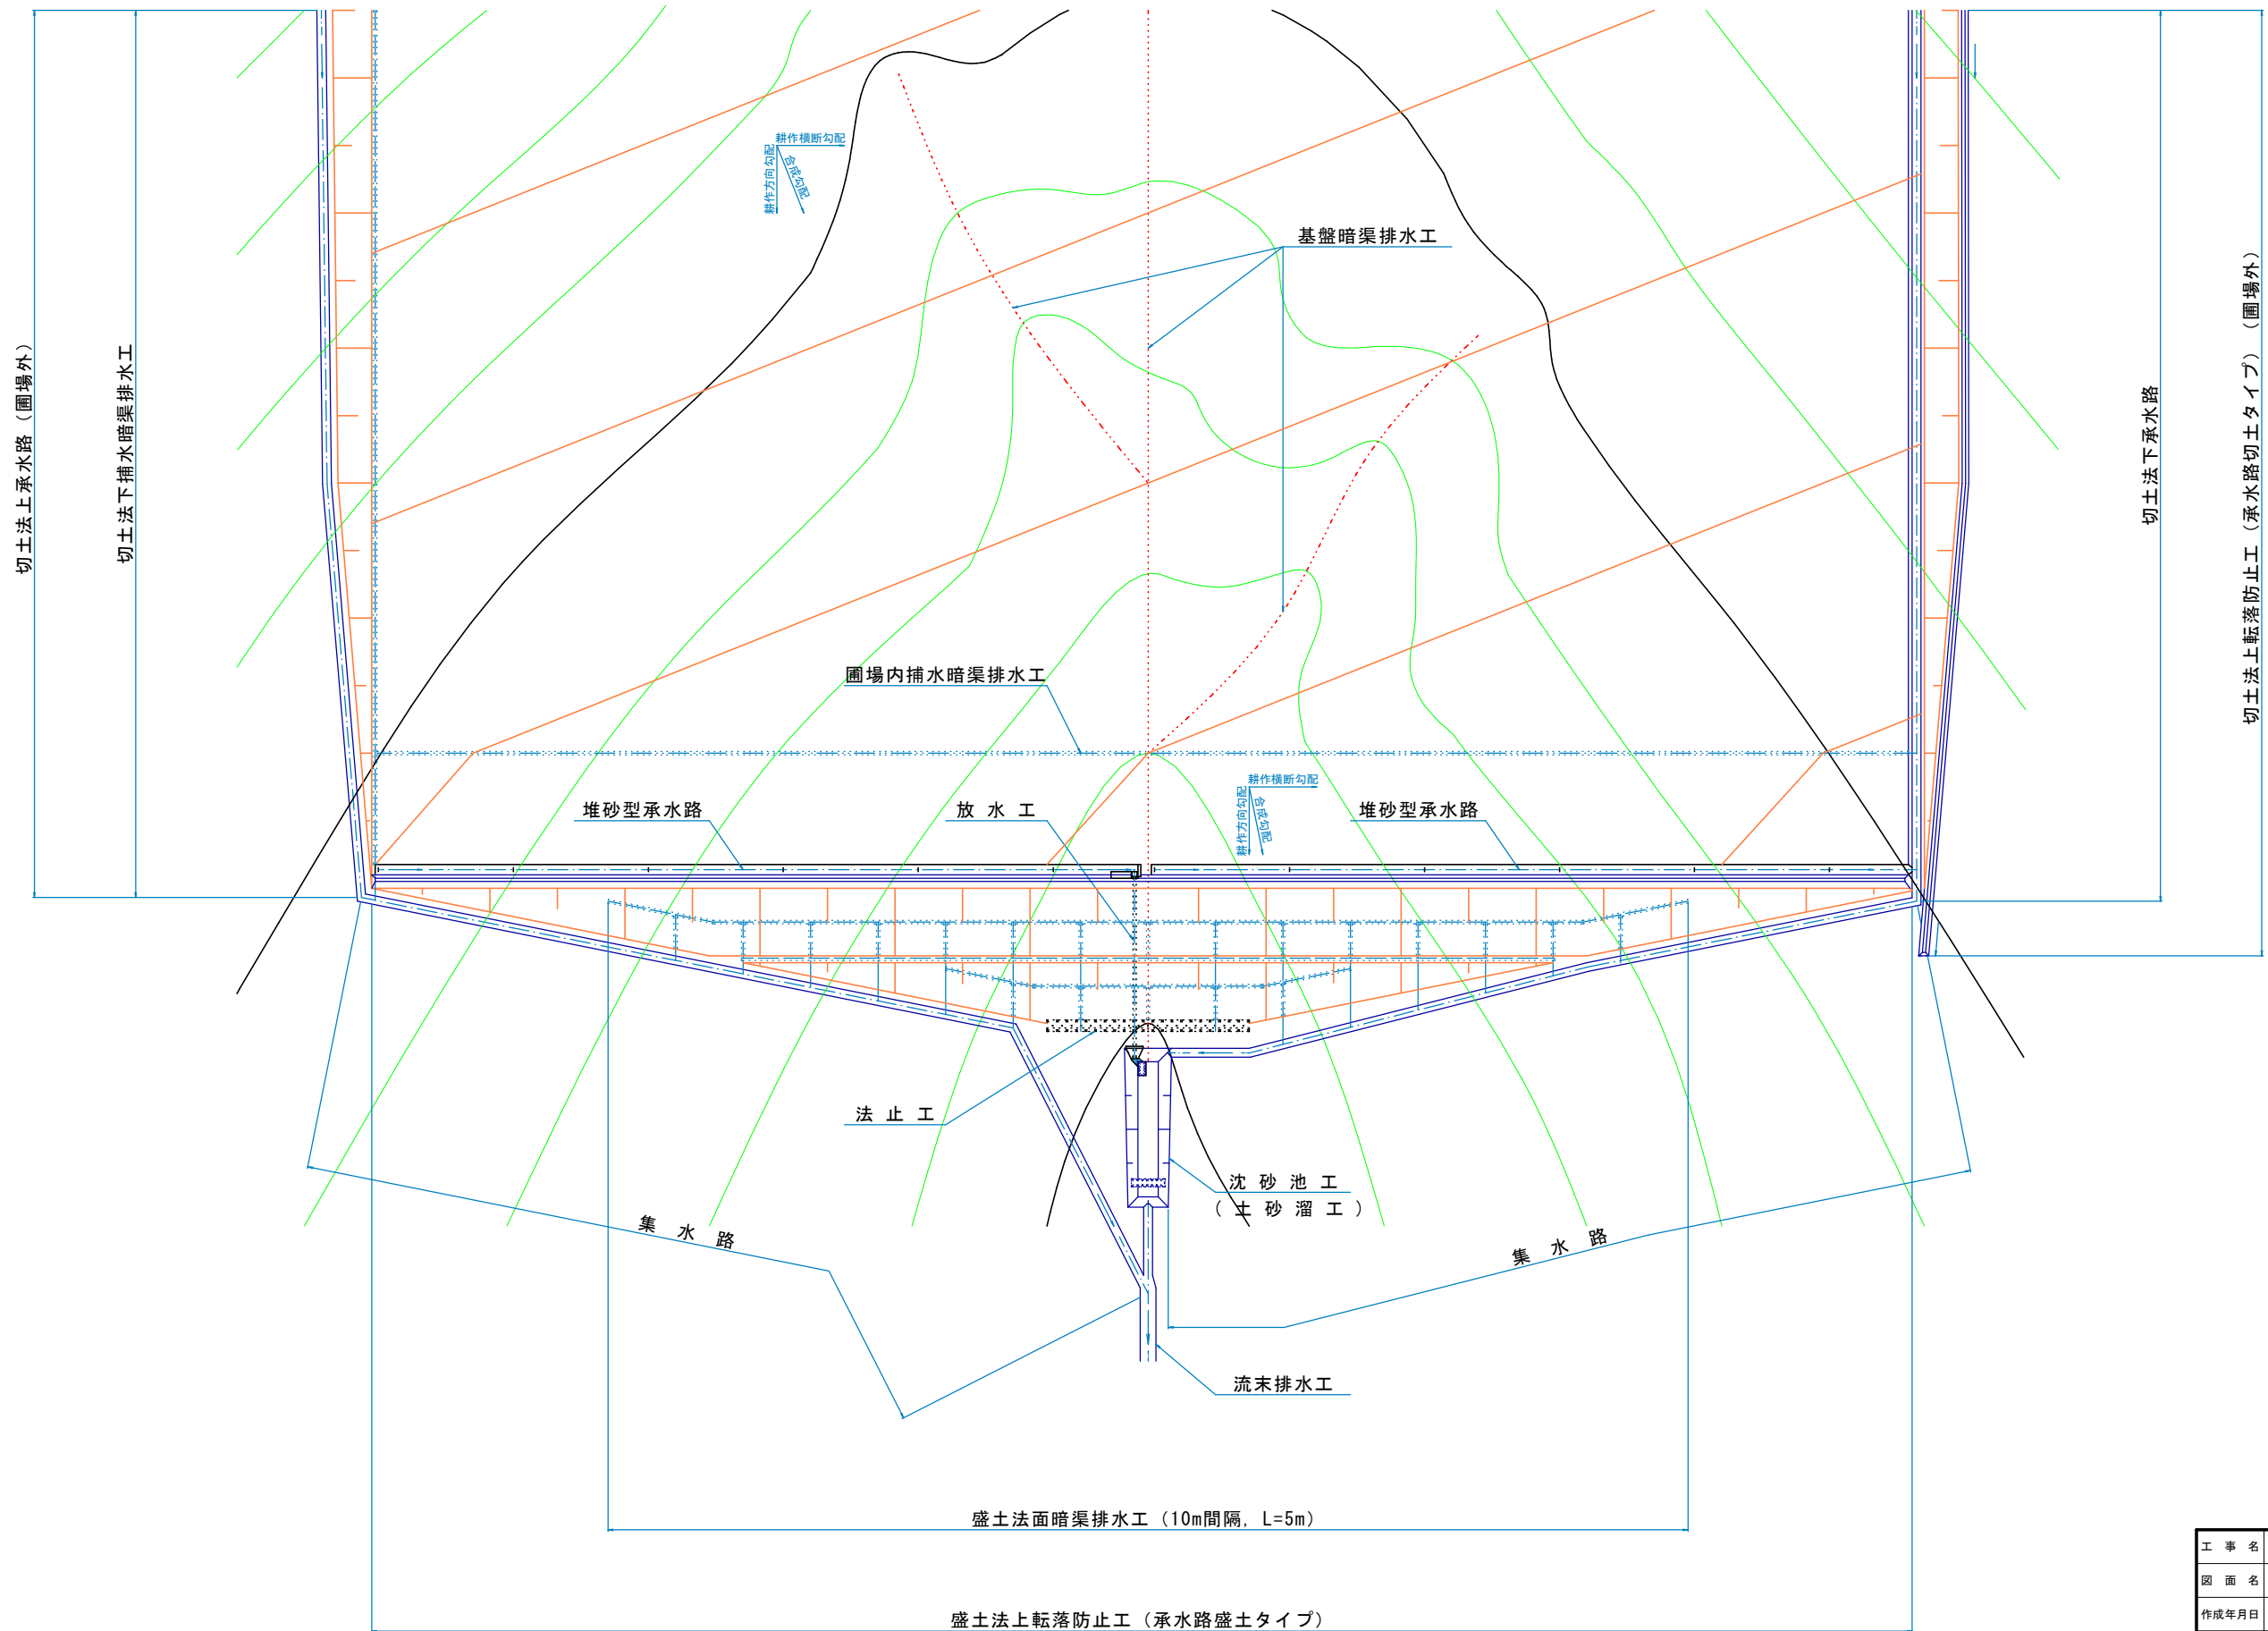 耕作横断勾配
耕作方向勾配
合成勾配
基盤暗渠排水工
切土法上承水路（圃場外）
切土法下捕水暗渠排水工
切土法下承水路
切土法上転落防止工（承水路切土タイプ）（圃場外）
圃場内捕水暗渠排水工
耕作横断勾配
耕作方向勾配
合成勾配
堆砂型承水路
放 水 工
堆砂型承水路
法 止 工
沈 砂 池 工
（ 土 砂 溜 工 ）
集 水 路
集 水 路
流末排水工
盛土法面暗渠排水工（10m間隔, L=5m）
盛土法上転落防止工（承水路盛土タイプ）
工 事 名
図 面 名
作成年月日